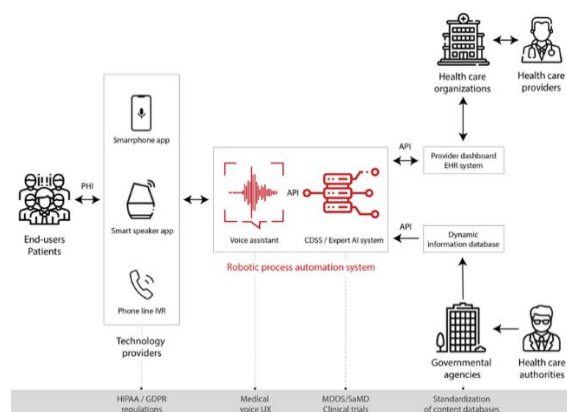 Health care
organizations
Health care
providers
Smarrphone app
API
Provider dashboard
EHR system
PHI
API
End-users
Patients
Smart speaker app
Voice assistant
CDSS / Expert AI system
API
Dynamic
information database
Robotic process automation system
Phone line IVR
Technology
providers
Governmental
agencies
Health care
authorities
HIPAA / GDPR
regulations
Medical
voice UX
MDDS/SaMD
Clinical trials
Standardization
of content databases